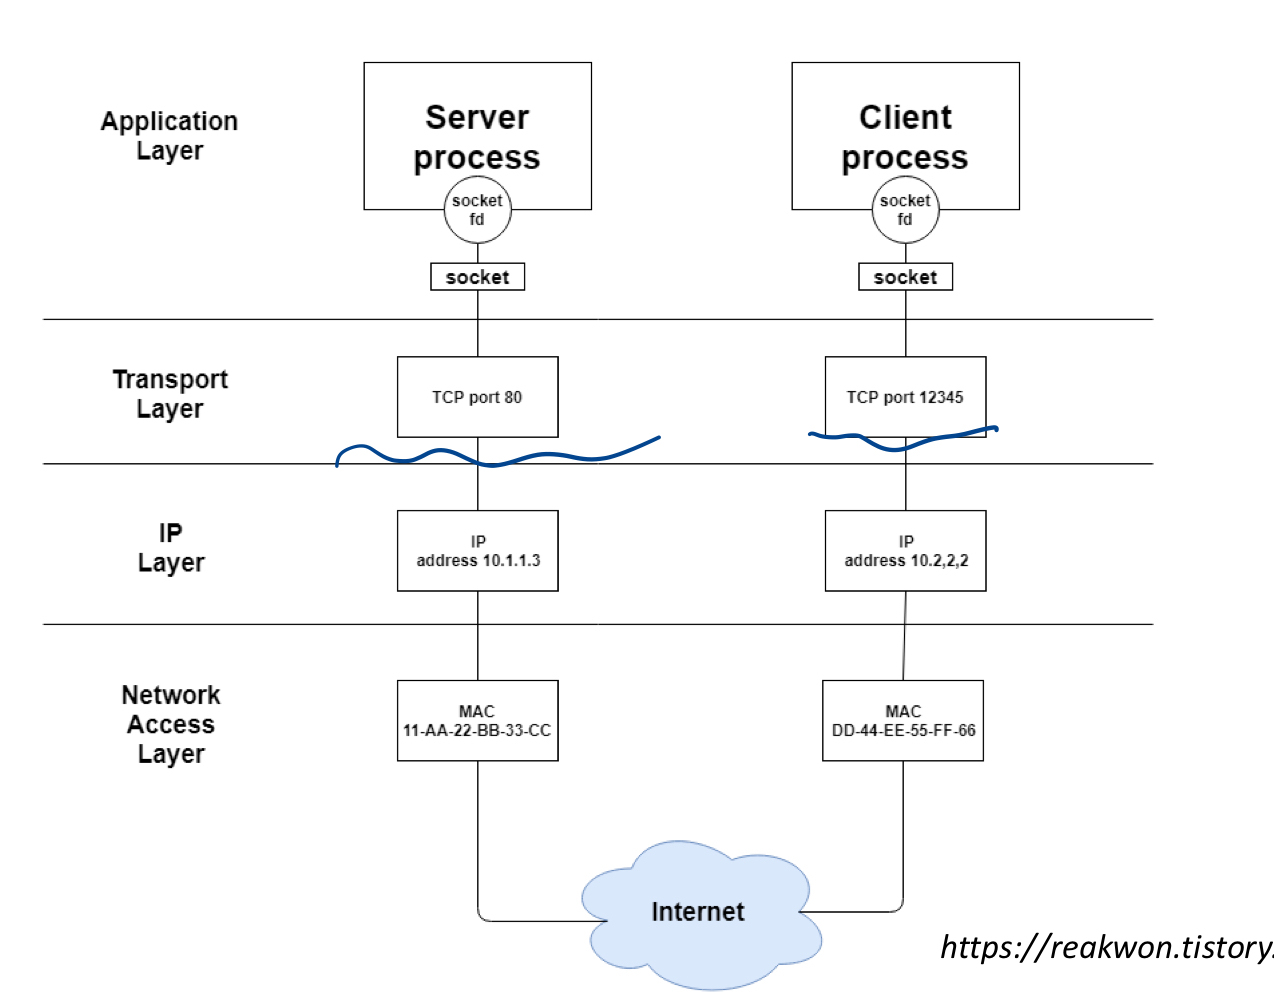 Application
Layer
Server
process
socket
fd
socket
Client
process
socket
fd
socket
Transport
Layer
TCP port 80
TCP port 12345
IP
Layer
IP
address 10.1.1.3
IP
address 10.2,2,2
Network
Access
Layer
MAC
11-AA-22-BB-33-CC
MAC
DD-44-EE-55-FF-66
Internet
https://reakwon.tistory.